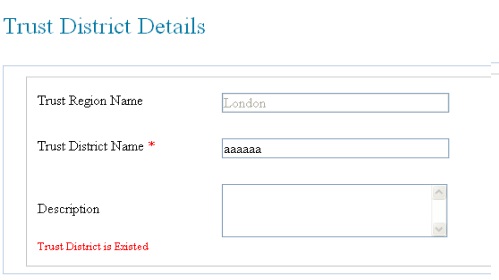 Trust District Details
Trust Region Name London
Trust District Name * aaaaaa
Description
Trust District is Existed